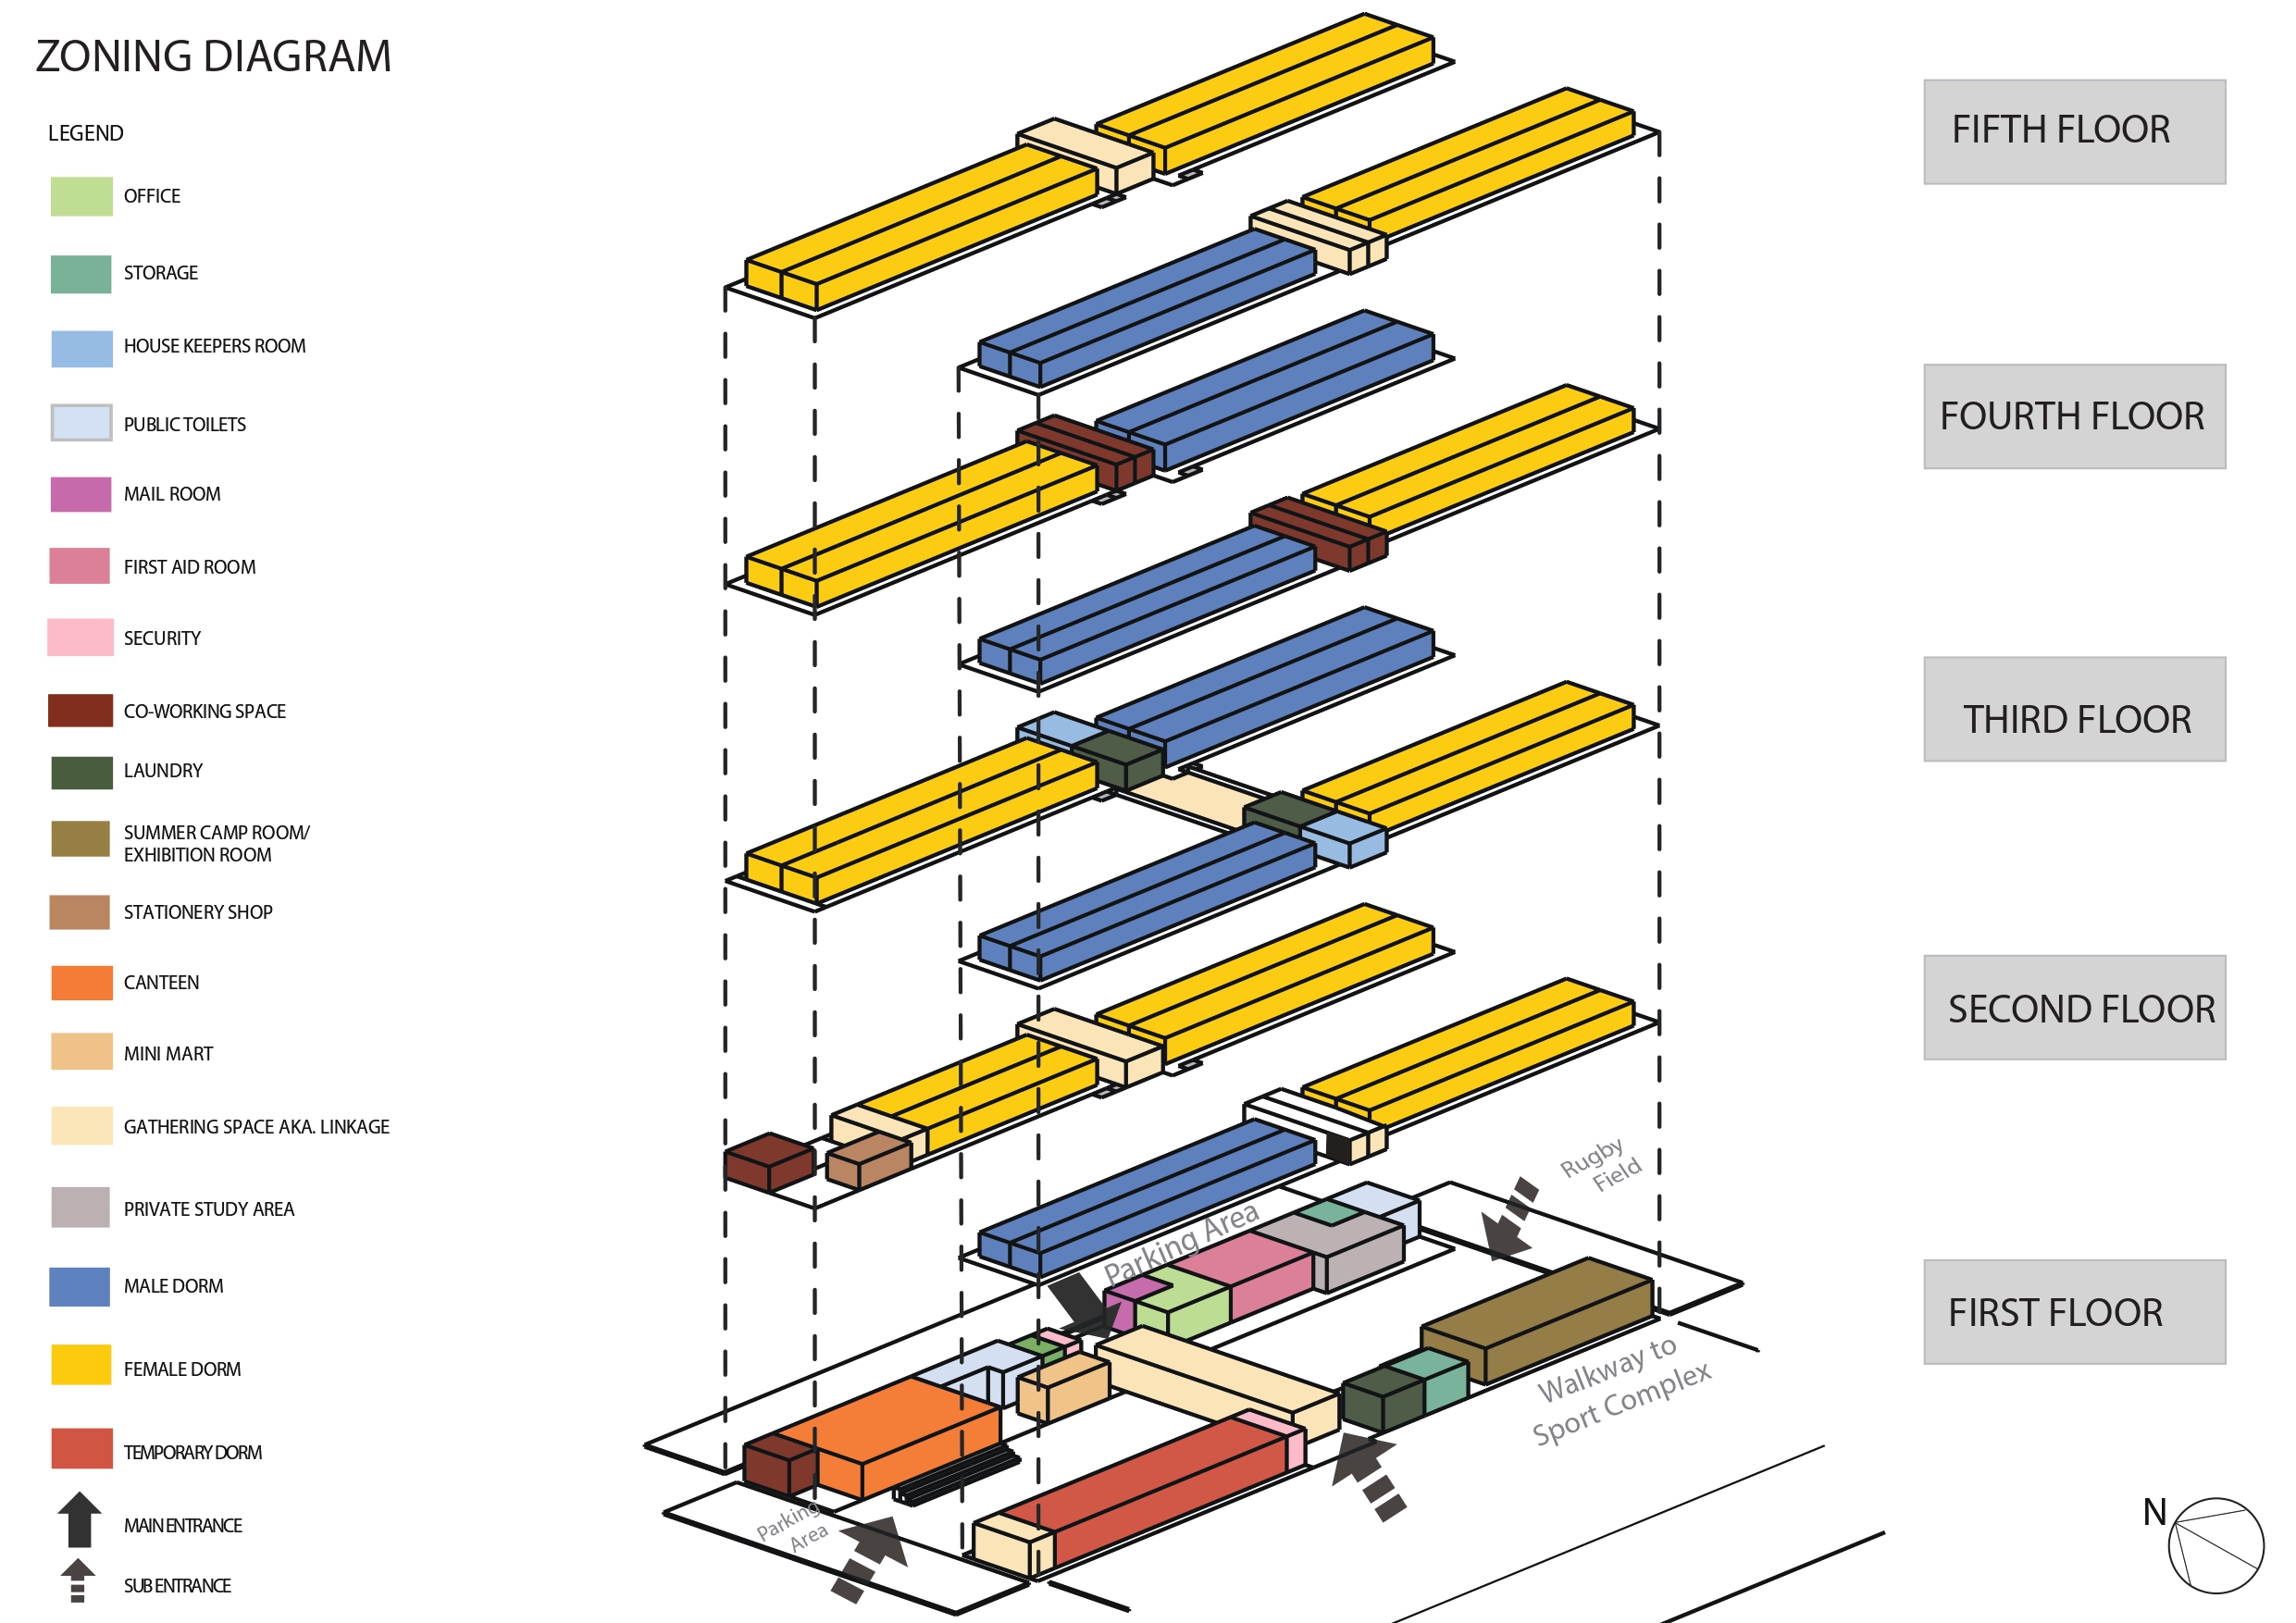 ZONING DIAGRAM
LEGEND
OFFICE
STORAGE
HOUSE KEEPERS ROOM
PUBLIC TOILETS
MAIL ROOM
FIRST AID ROOM
SECURITY
CO-WORKING SPACE
LAUNDRY
SUMMER CAMP ROOM/
EXHIBITION ROOM
STATIONERY SHOP
CANTEEN
MINI MART
GATHERING SPACE AKA. LINKAGE
PRIVATE STUDY AREA
MALE DORM
FEMALE DORM
TEMPORARY DORM
MAIN ENTRANCE
SUB ENTRANCE
FIFTH FLOOR
FOURTH FLOOR
THIRD FLOOR
SECOND FLOOR
FIRST FLOOR
Rugby
Field
Parking Area
Walkway to
Sport Complex
Parking
Area
N